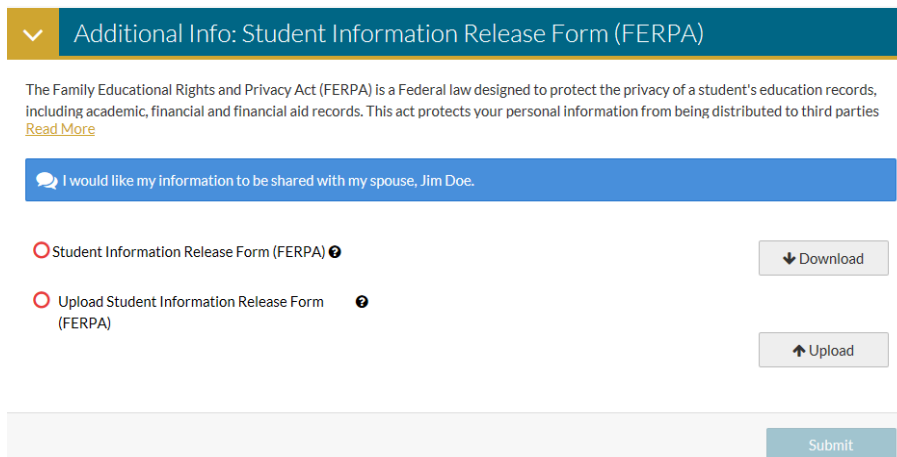 Additional Info: Student Information Release Form (FERPA)
The Family Educational Rights and Privacy Act (FERPA) is a Federal law designed to protect the privacy of a student's education records,
including academic, financial and financial aid records. This act protects your personal information from being distributed to third parties
Read More
I would like my information to be shared with my spouse, Jim Doe.
Student Information Release Form (FERPA)
Download
Upload Student Information Release Form
(FERPA)
Upload
Submit